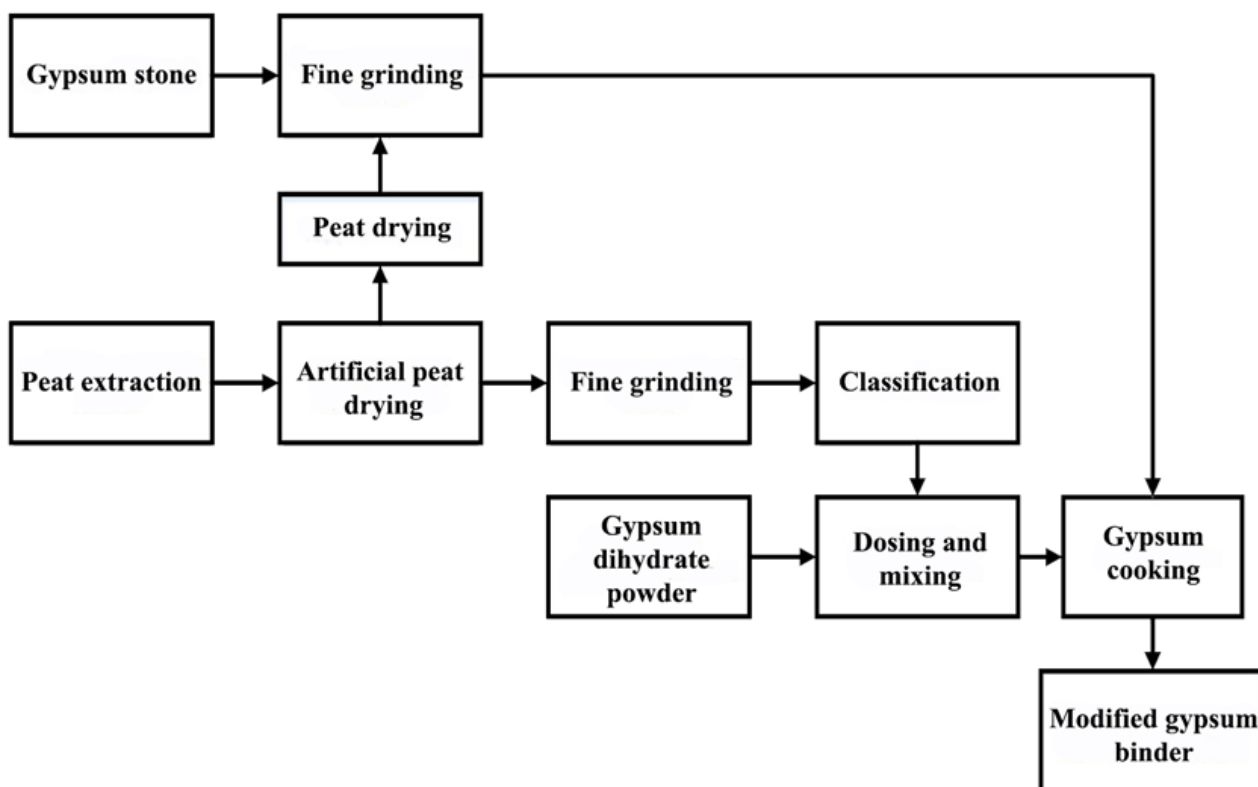 Gypsum stone
Fine grinding
Peat drying
Peat extraction
Artificial peat
drying
Fine grinding
Classification
Gypsum
dihydrate
powder
Dosing and
mixing
Gypsum
cooking
Modified gypsum
binder